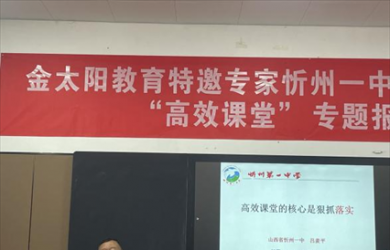 金太阳教育特邀专家忻州一中
“高效课堂” 专题报
忻州第一中学
高效课堂的核心是狠抓落实
山西省忻州一中